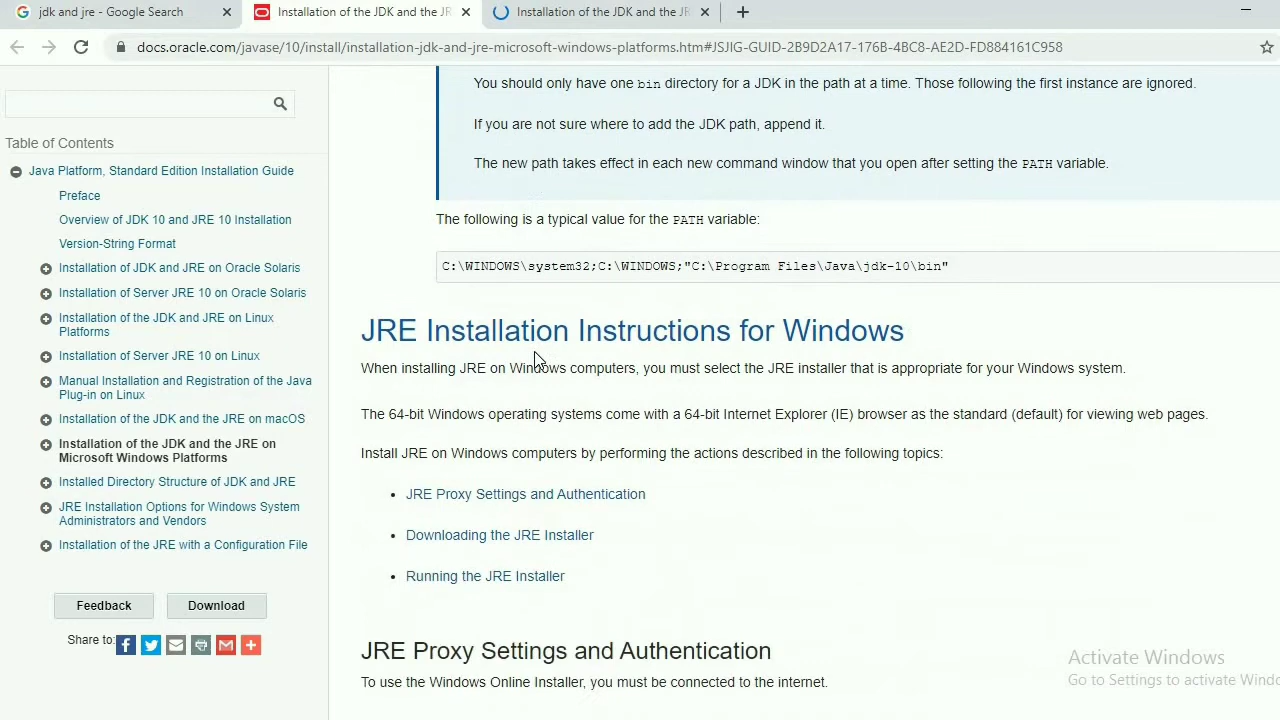 jdk and jre - Google Search
Installation of the JDK and the JR
Installation of the JDK and the JR
docs.oracle.com/javase/10/install/installation-jdk-and-jre-microsoft-windows-platforms.htm#JSJIG-GUID-2B9D2A17-176B-4BC8-AE2D-FD884161C958
Table of Contents
Java Platform, Standard Edition Installation Guide
Preface
Overview of JDK 10 and JRE 10 Installation
Version-String Format
Installation of JDK and JRE on Oracle Solaris
Installation of Server JRE 10 on Oracle Solaris
Installation of the JDK and JRE on Linux
Platforms
Installation of Server JRE 10 on Linux
Manual Installation and Registration of the Java
Plug-in on Linux
Installation of the JDK and the JRE on macOS
Installation of the JDK and the JRE on
Microsoft Windows Platforms
Installed Directory Structure of JDK and JRE
JRE Installation Options for Windows System
Administrators and Vendors
Installation of the JRE with a Configuration File
Feedback
Download
Share to:
You should only have one bin directory for a JDK in the path at a time. Those following the first instance are ignored.
If you are not sure where to add the JDK path, append it.
The new path takes effect in each new command window that you open after setting the PATH variable.
The following is a typical value for the PATH variable:
C:\WINDOWS\system32;C:\WINDOWS;"C:\Program Files\Java\jdk-10\bin"
JRE Installation Instructions for Windows
When installing JRE on Windows computers, you must select the JRE installer that is appropriate for your Windows system.
The 64-bit Windows operating systems come with a 64-bit Internet Explorer (IE) browser as the standard (default) for viewing web pages.
Install JRE on Windows computers by performing the actions described in the following topics:
• JRE Proxy Settings and Authentication
• Downloading the JRE Installer
• Running the JRE Installer
JRE Proxy Settings and Authentication
To use the Windows Online Installer, you must be connected to the internet.
Activate Windows
Go to Settings to activate Windo